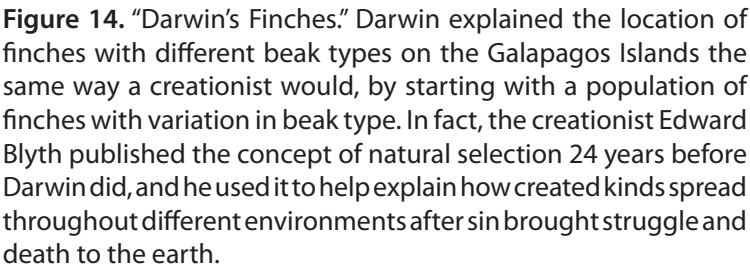 Figure 14. “Darwin’s Finches.” Darwin explained the location of
finches with different beak types on the Galapagos Islands the
same way a creationist would, by starting with a population of
finches with variation in beak type. In fact, the creationist Edward
Blyth published the concept of natural selection 24 years before
Darwin did, and he used it to help explain how created kinds spread
throughout different environments after sin brought struggle and
death to the earth.